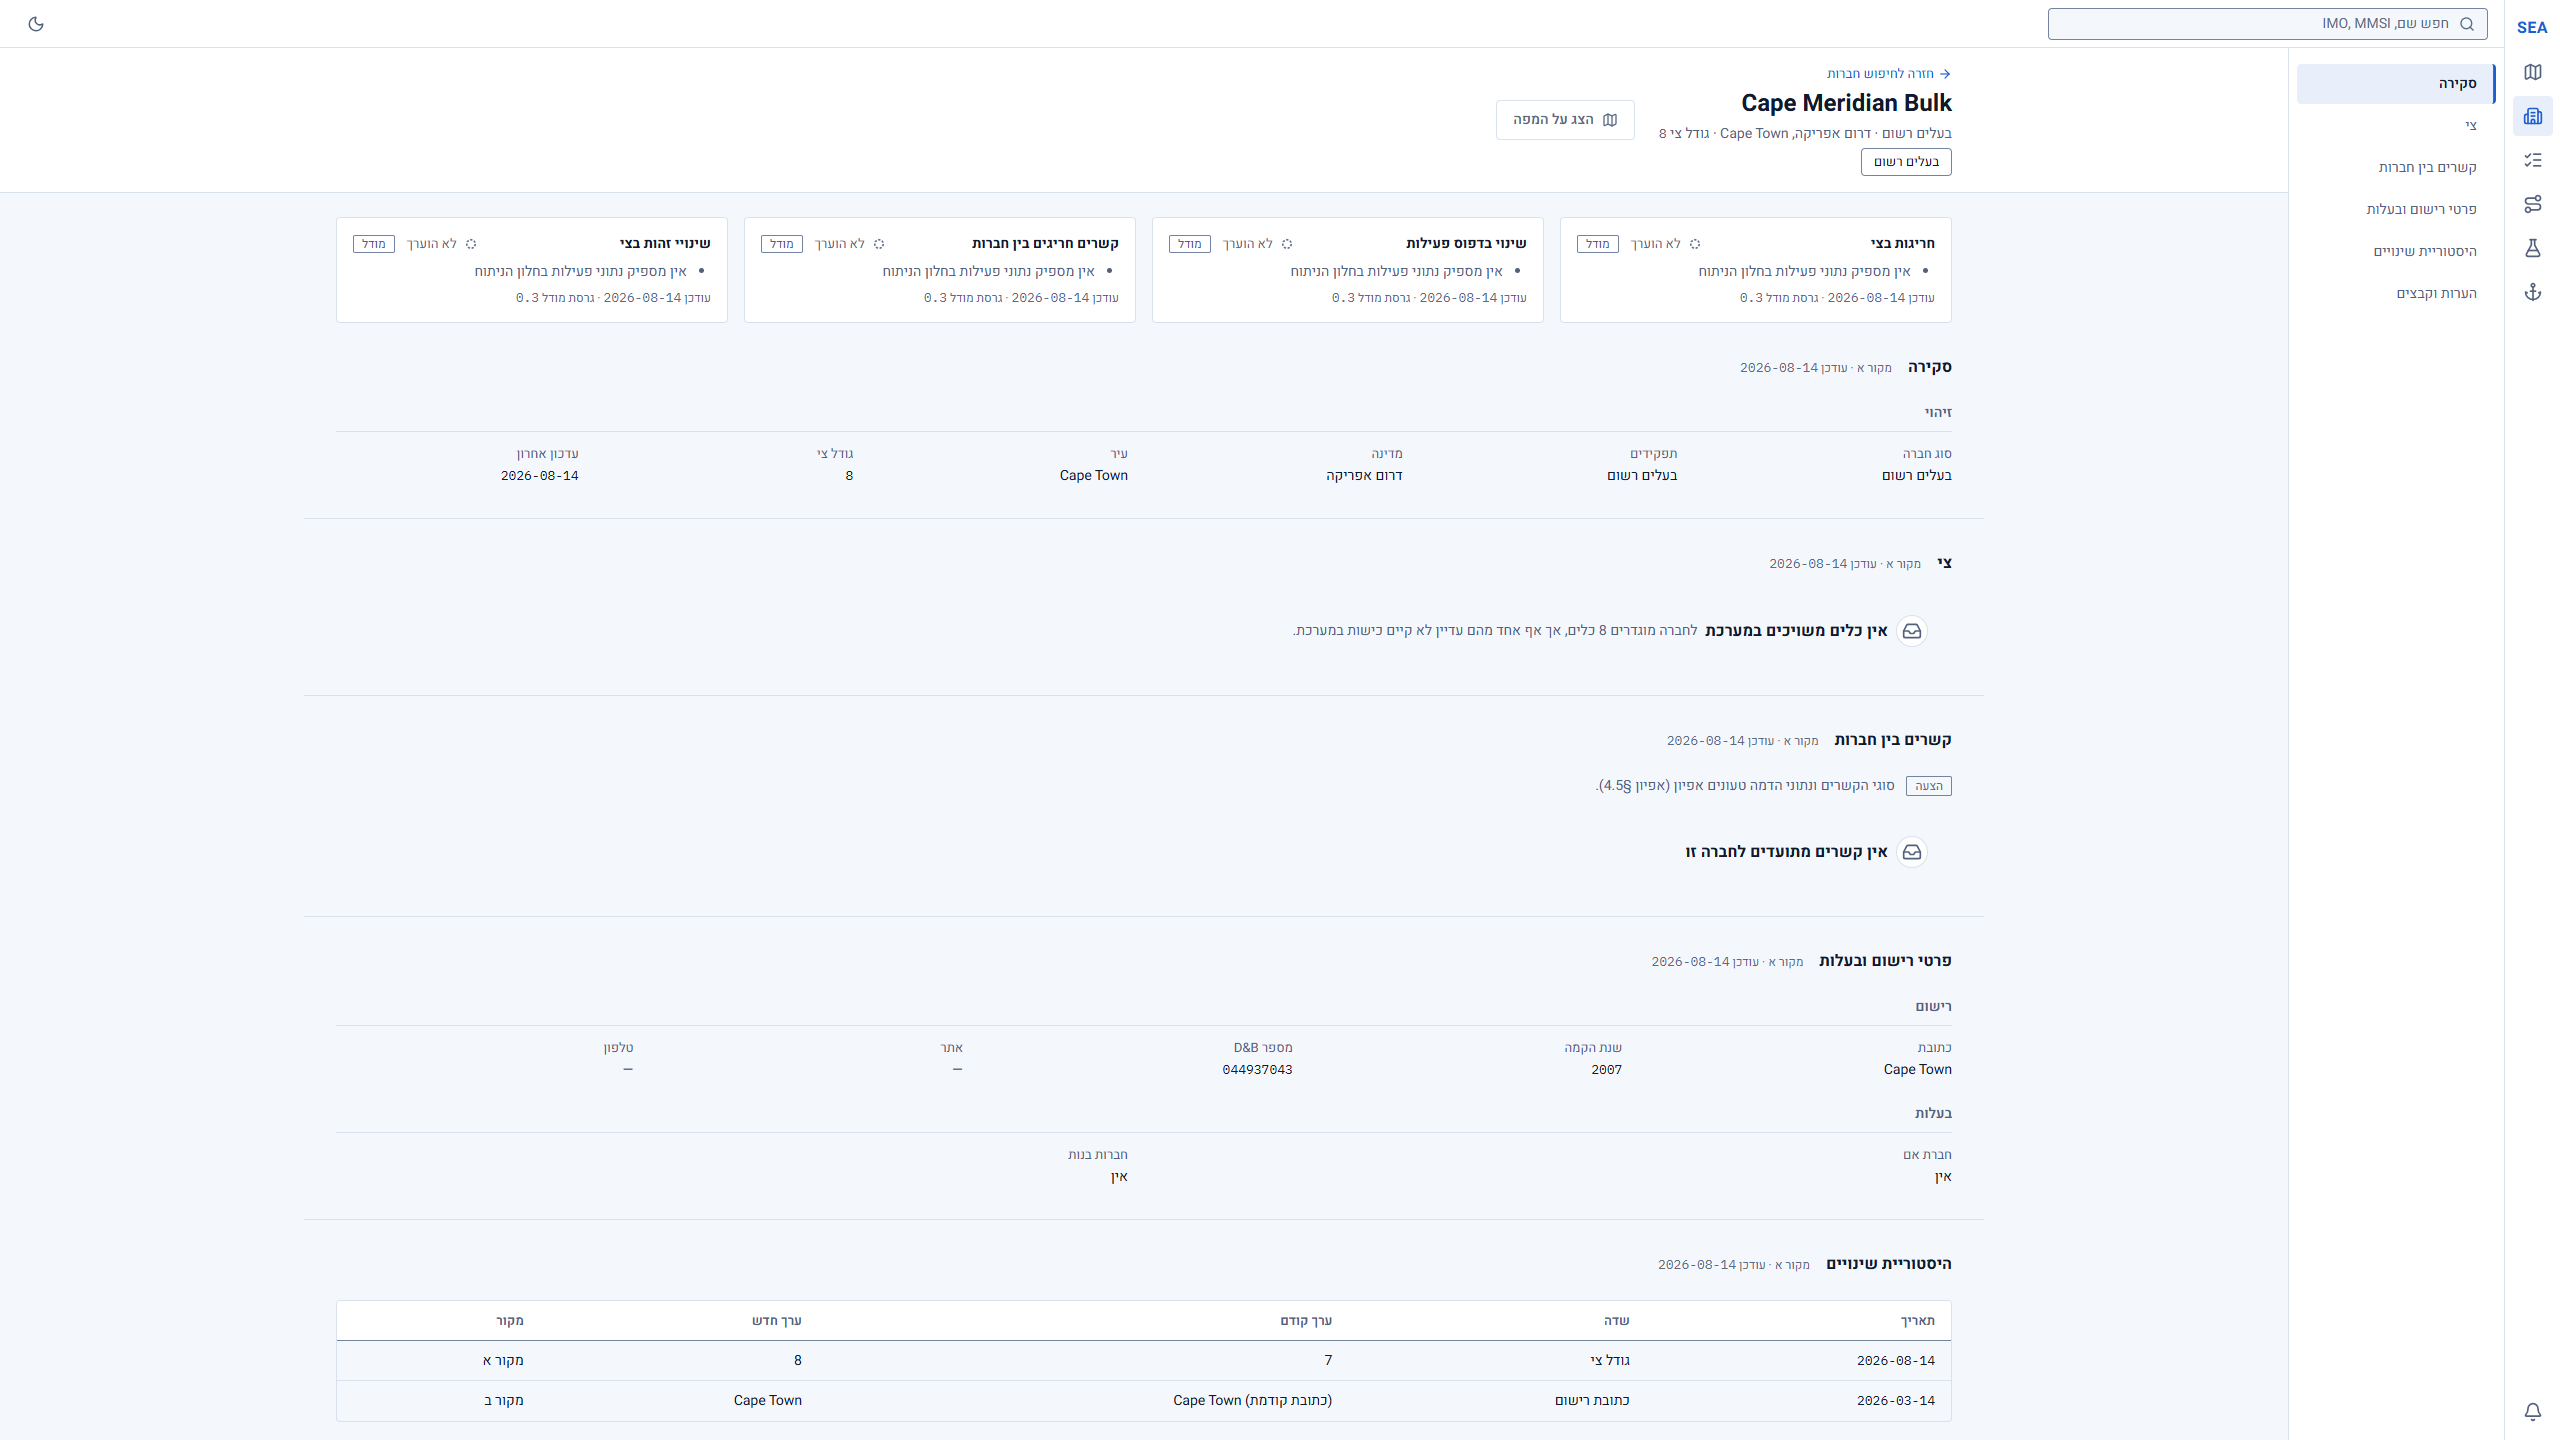 SEA
חפש שם, IMO, MMSI
סקירה
צי
קשרים בין חברות
פרטי רישום ובעלות
היסטוריית שינויים
הערות וקבצים
חזרה לחיפוש חברות
Cape Meridian Bulk
בעלים רשום · דרום אפריקה, Cape Town · גודל צי 8
בעלים רשום
הצג על המפה
חריגות בצי לא הוערך מודל
אין מספיק נתוני פעילות בחלון הניתוח
עודכן 2026-08-14 · גרסת מודל 0.3
שינוי בדפוס פעילות לא הוערך מודל
אין מספיק נתוני פעילות בחלון הניתוח
עודכן 2026-08-14 · גרסת מודל 0.3
קשרים חריגים בין חברות לא הוערך מודל
אין מספיק נתוני פעילות בחלון הניתוח
עודכן 2026-08-14 · גרסת מודל 0.3
שינויי זהות בצי לא הוערך מודל
אין מספיק נתוני פעילות בחלון הניתוח
עודכן 2026-08-14 · גרסת מודל 0.3
סקירה מקור א · עודכן 2026-08-14
זיהוי
סוג חברה תפקידים מדינה עיר גודל צי עדכון אחרון
בעלים רשום בעלים רשום דרום אפריקה Cape Town 8 2026-08-14
צי מקור א · עודכן 2026-08-14
אין כלים משויכים במערכת לחברה מוגדרים 8 כלים, אך אף אחד מהם עדיין לא קיים כישות במערכת.
קשרים בין חברות מקור א · עודכן 2026-08-14
הצעה סוגי הקשרים ונתוני הדמה טעונים אפיון (אפיון §4.5).
אין קשרים מתועדים לחברה זו
פרטי רישום ובעלות מקור א · עודכן 2026-08-14
רישום
כתובת שנת הקמה מספר D&B אתר טלפון
Cape Town 2007 044937043 — —
בעלות
חברת אם חברות בנות
אין אין
היסטוריית שינויים מקור א · עודכן 2026-08-14
תאריך שדה ערך קודם ערך חדש מקור
2026-08-14 גודל צי 7 8 מקור א
2026-03-14 כתובת רישום Cape Town (כתובת קודמת) Cape Town מקור ב